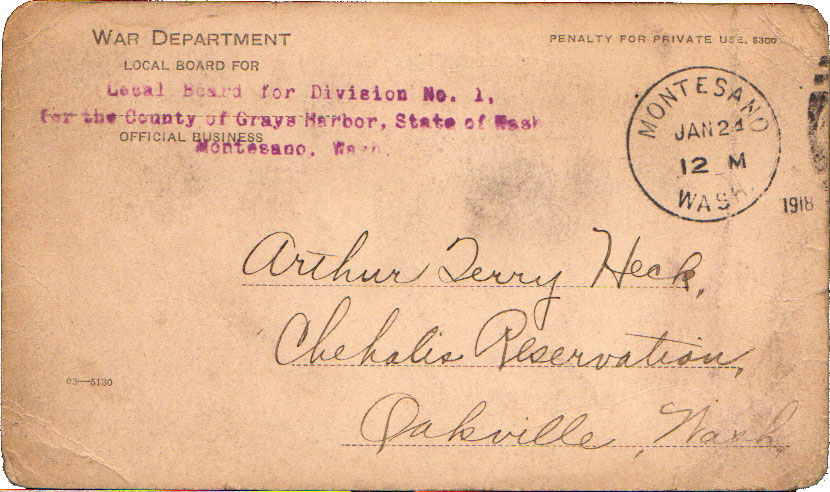 WAR DEPARTMENT
PENALTY FOR PRIVATE USE, $300
LOCAL BOARD FOR
Local Board for Division No. 1,
for the County of Grays Harbor, State of Wash
OFFICIAL BUSINESS
Montesano, Wash.
MONTESANO
JAN 24
12 M
WASH.
1918
Arthur Terry Heck,
Chehalis Reservation,
Oakville, Wash.
c3—5130